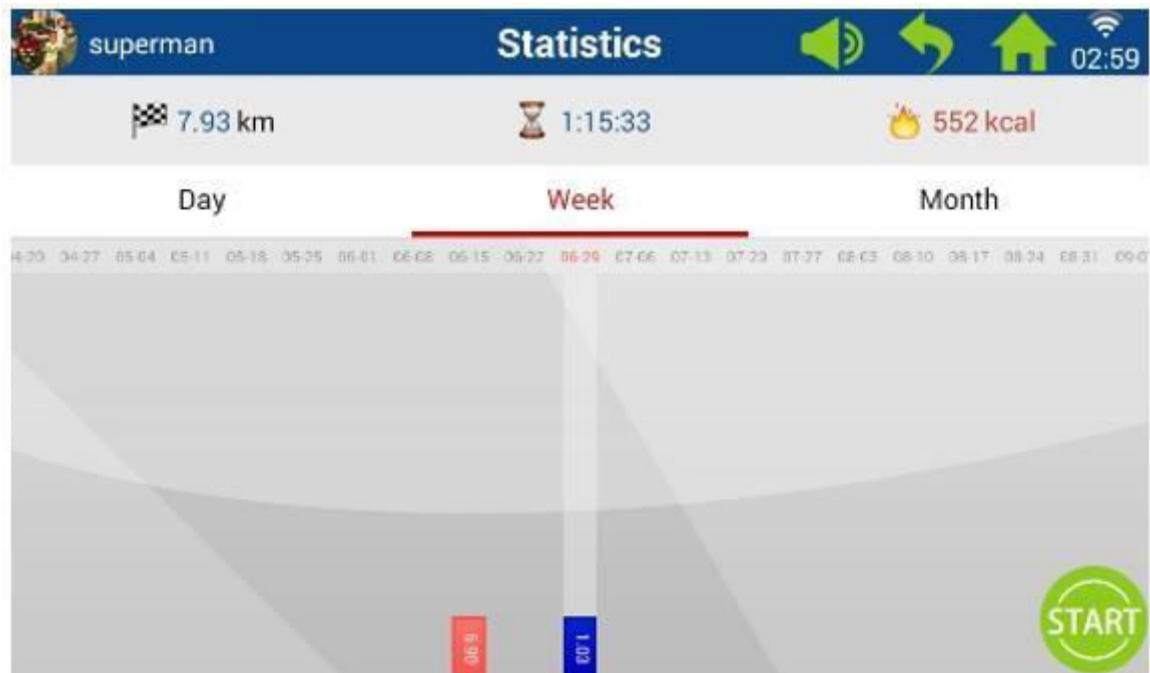 superman Statistics 02:59
7.93 km 1:15:33 552 kcal
Day Week Month
04-27 05-04 05-11 05-18 05-25 06-01 06-08 06-15 06-22 06-29 07-06 07-13 07-27 08-03 08-10 08-17 08-24 08-31
6.90 1.03
START